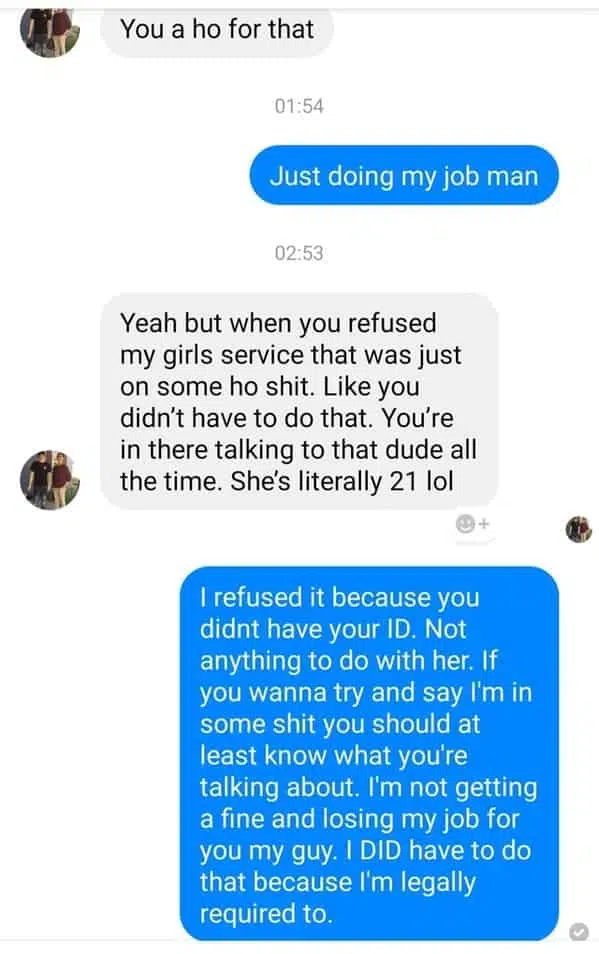 You a ho for that
01:54
Just doing my job man
02:53
Yeah but when you refused
my girls service that was just
on some ho shit. Like you
didn’t have to do that. You’re
in there talking to that dude all
the time. She’s literally 21 lol
I refused it because you
didnt have your ID. Not
anything to do with her. If
you wanna try and say I'm in
some shit you should at
least know what you're
talking about. I'm not getting
a fine and losing my job for
you my guy. I DID have to do
that because I'm legally
required to.